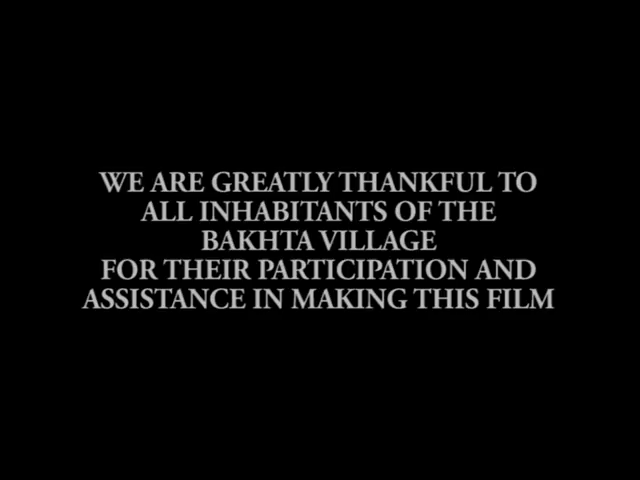 WE ARE GREATLY THANKFUL TO
ALL INHABITANTS OF THE
BAKHTA VILLAGE
FOR THEIR PARTICIPATION AND
ASSISTANCE IN MAKING THIS FILM